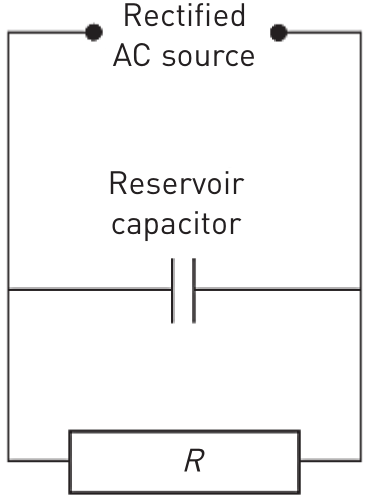 Rectified
AC source
Reservoir
capacitor
R